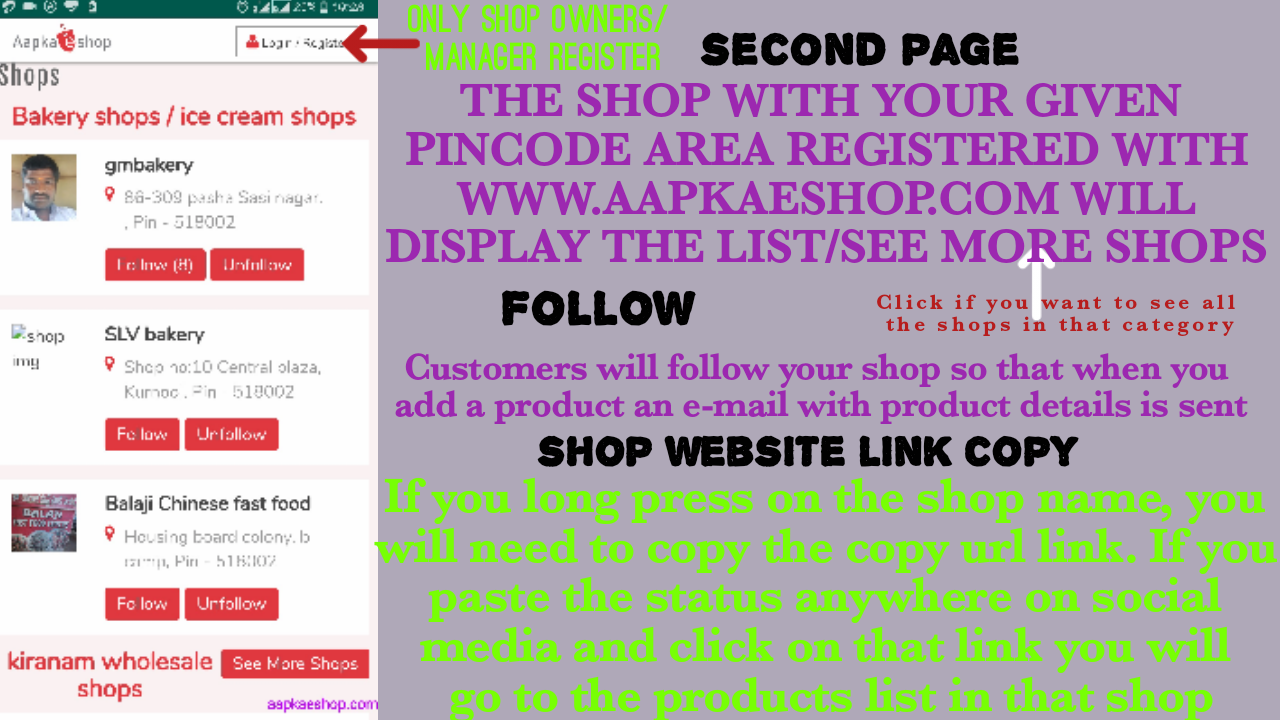 20% 10:28
Aapka e shop
Login / Registe
Shops
Bakery shops / ice cream shops
gmbakery
86-309 pasha Sasi nagar.
, Pin - 518002
Follow (8) Unfollow
shop
img
SLV bakery
Shop no:10 Central plaza,
Kurnool , Pin - 518002
Follow Unfollow
Balaji Chinese fast food
Housing board colony, b
camp, Pin - 518002
Follow Unfollow
kiranam wholesale
shops
See More Shops
aapkaeshop.com
ONLY SHOP OWNERS/
MANAGER REGISTER
SECOND PAGE
THE SHOP WITH YOUR GIVEN
PINCODE AREA REGISTERED WITH
WWW.AAPKAESHOP.COM WILL
DISPLAY THE LIST/SEE MORE SHOPS
FOLLOW
Click if you want to see all
the shops in that category
Customers will follow your shop so that when you
add a product an e-mail with product details is sent
SHOP WEBSITE LINK COPY
If you long press on the shop name, you
will need to copy the copy url link. If you
paste the status anywhere on social
media and click on that link you will
go to the products list in that shop